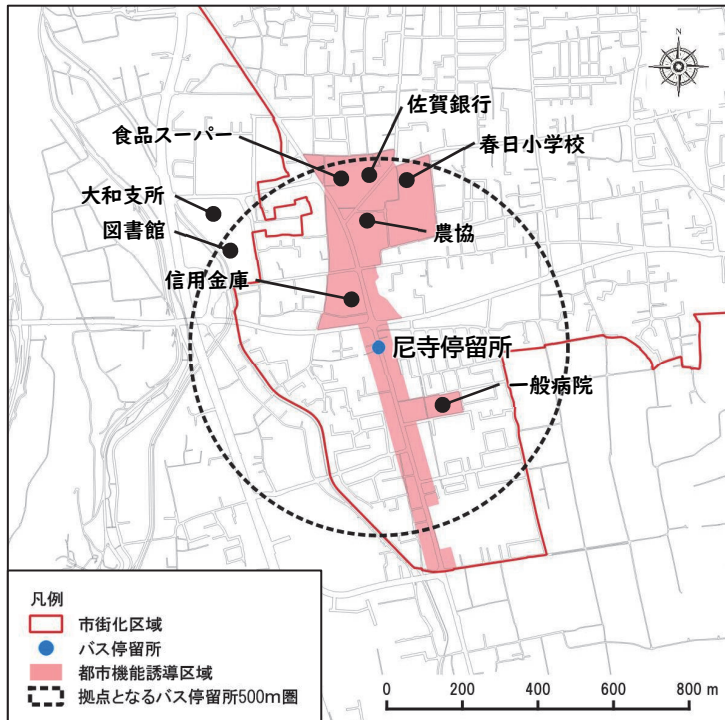 N
佐賀銀行
食品スーパー
春日小学校
大和支所
図書館
農協
信用金庫
尼寺停留所
一般病院
凡例
市街化区域
バス停留所
都市機能誘導区域
拠点となるバス停留所500m圏
0 200 400 600 800 m